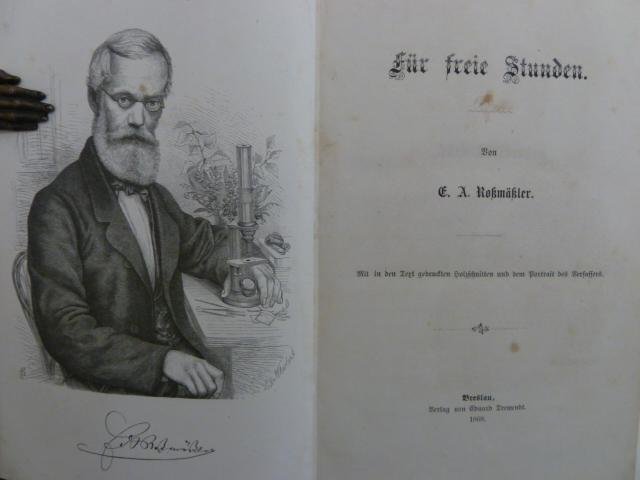 Für freie Stunden.
Von
E. A. Roßmäßler.
Mit in den Text gedruckten Holzschnitten und dem Portrait des Verfassers.
Breslau,
Verlag von Eduard Trewendt.
1868.